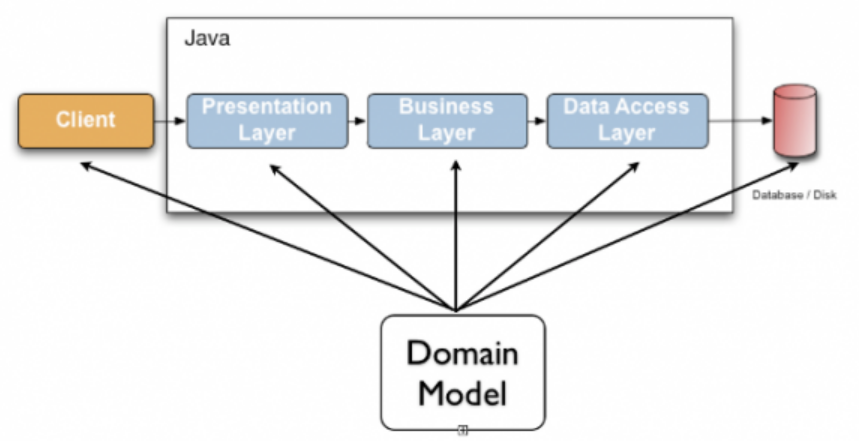 Java
Client
Presentation
Layer
Business
Layer
Data Access
Layer
Database / Disk
Domain
Model